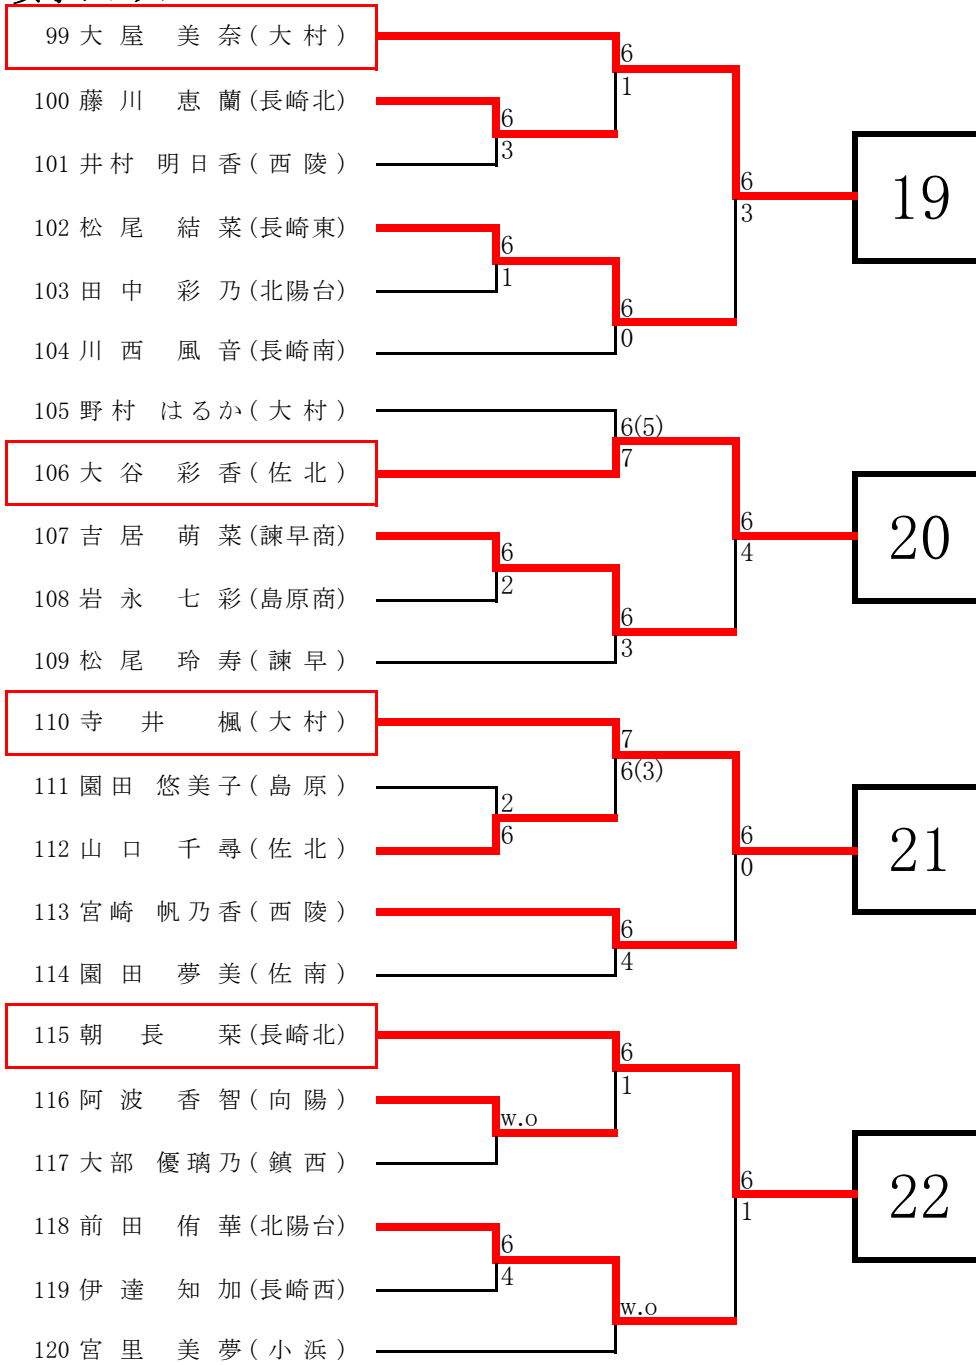 99 大屋 美奈(大村)
6
1
100 藤川 恵蘭(長崎北)
6
3
101 井村 明日香(西陵)
6
3
19
102 松尾 結菜(長崎東)
6
1
103 田中 彩乃(北陽台)
6
0
104 川西 風音(長崎南)
105 野村 はるか(大村)
6(5)
7
106 大谷 彩香(佐北)
6
4
20
107 吉居 萌菜(諫早商)
6
2
108 岩永 七彩(島原商)
6
3
109 松尾 玲寿(諫早)
110 寺井 楓(大村)
7
6(3)
111 園田 悠美子(島原)
2
6
112 山口 千尋(佐北)
6
0
21
113 宮崎 帆乃香(西陵)
6
4
114 園田 夢美(佐南)
115 朝長 栞(長崎北)
6
1
116 阿波 香智(向陽)
w.o
117 大部 優璃乃(鎮西)
6
1
22
118 前田 侑華(北陽台)
6
4
119 伊達 知加(長崎西)
w.o
120 宮里 美夢(小浜)